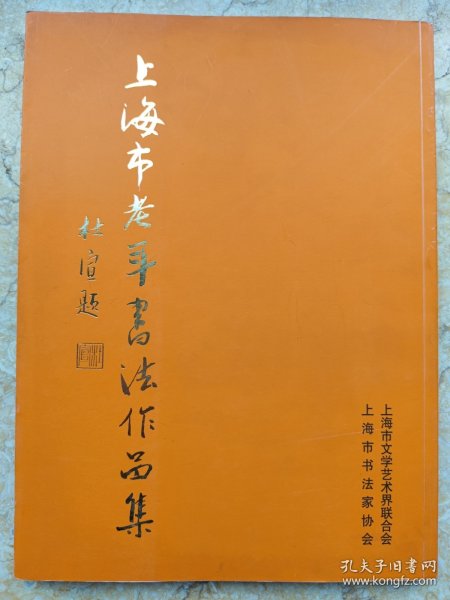 上海市老年书法作品集
杜宣题
上海市文学艺术界联合会
上海市书法家协会
孔夫子旧书网
www.kongfz.com